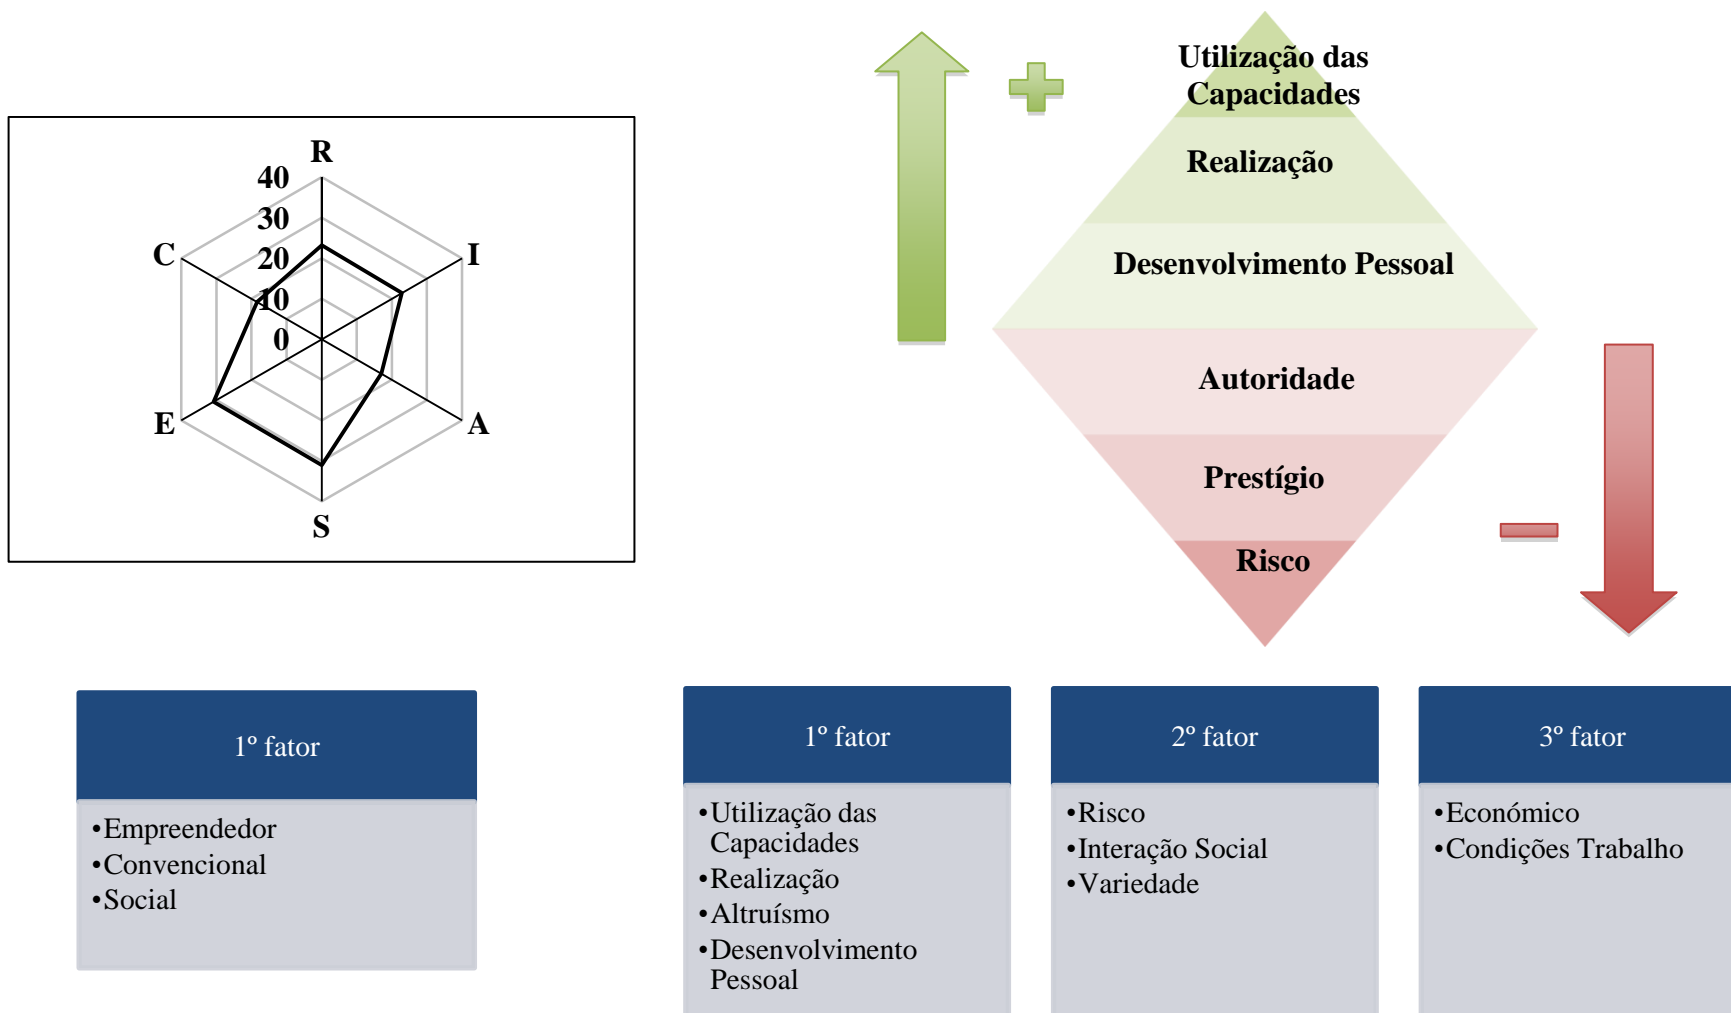 R
40
30
20
10
0
C
I
E
A
S
Utilização das
Capacidades
Realização
Desenvolvimento Pessoal
Autoridade
Prestígio
Risco
1º fator
•Empreendedor
•Convencional
•Social
1º fator
•Utilização das
Capacidades
•Realização
•Altruísmo
•Desenvolvimento
Pessoal
2º fator
•Risco
•Interação Social
•Variedade
3º fator
•Económico
•Condições Trabalho